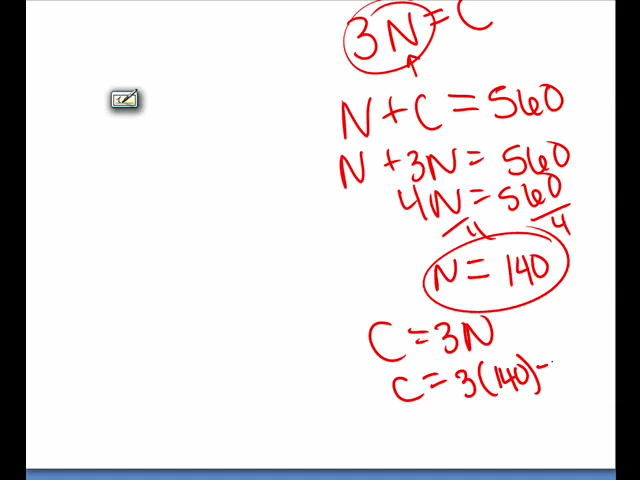 3N = C
N + C = 560
N + 3N = 560
4N = 560
/4 /4
N = 140
C = 3N
C = 3(140) =